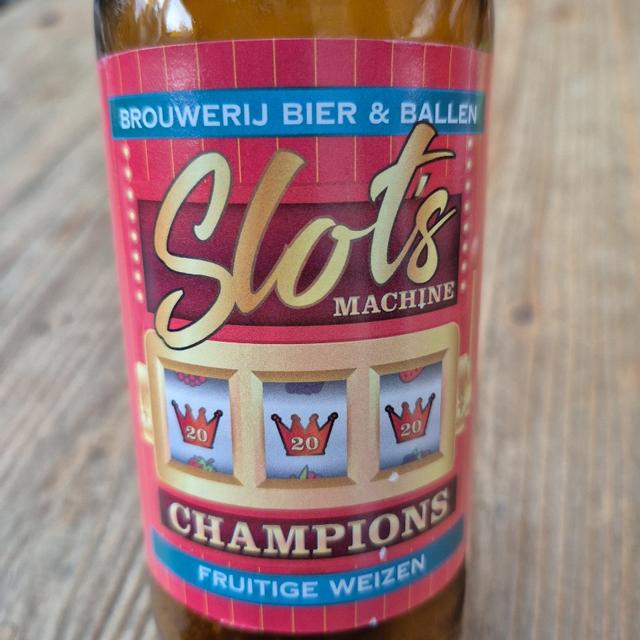 BROUWERIJ BIER & BALLEN
Slot's
MACHINE
20 20 20
CHAMPIONS
FRUITIGE WEIZEN